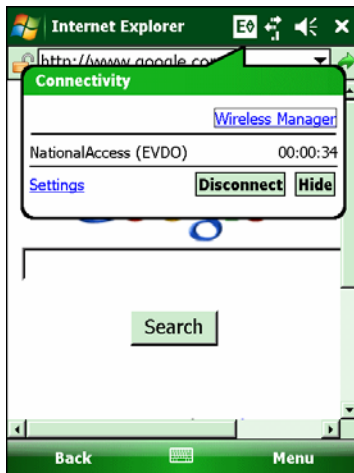 Internet Explorer
http://www.google.co
Connectivity
Wireless Manager
NationalAccess (EVDO) 00:00:34
Settings Disconnect Hide
Search
Back Menu